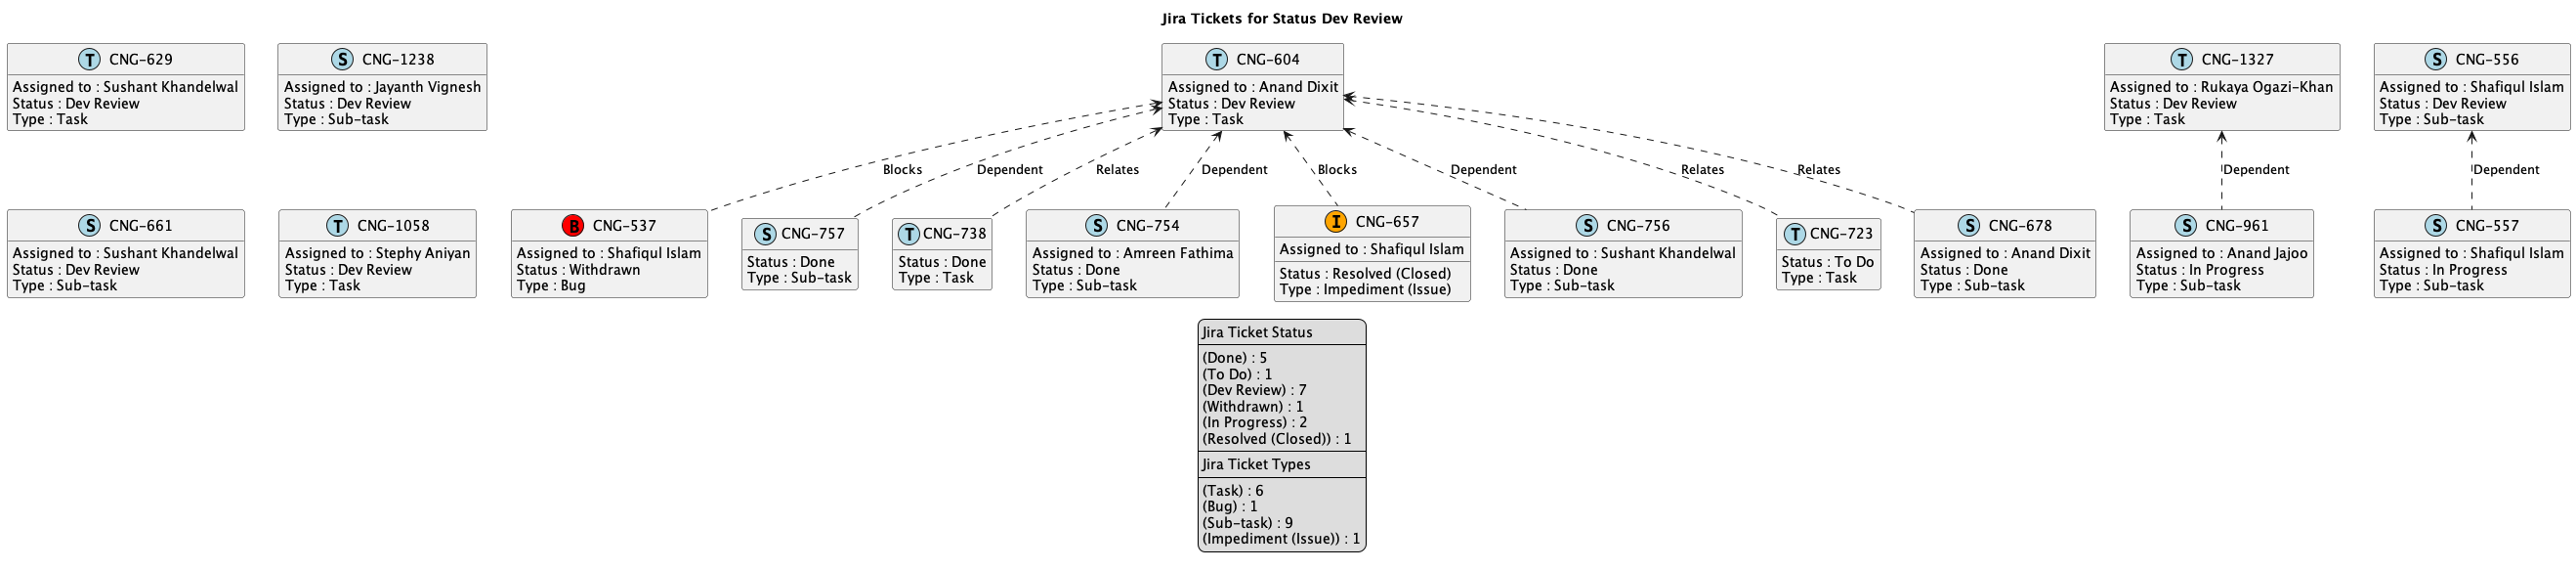 Jira Tickets for Status Dev Review
T CNG-629
Assigned to : Sushant Khandelwal
Status : Dev Review
Type : Task
S CNG-1238
Assigned to : Jayanth Vignesh
Status : Dev Review
Type : Sub-task
T CNG-604
Assigned to : Anand Dixit
Status : Dev Review
Type : Task
T CNG-1327
Assigned to : Rukaya Ogazi-Khan
Status : Dev Review
Type : Task
S CNG-556
Assigned to : Shafiqul Islam
Status : Dev Review
Type : Sub-task
Blocks
Dependent
Relates
Dependent
Blocks
Dependent
Relates
Relates
Dependent
Dependent
S CNG-661
Assigned to : Sushant Khandelwal
Status : Dev Review
Type : Sub-task
T CNG-1058
Assigned to : Stephy Aniyan
Status : Dev Review
Type : Task
B CNG-537
Assigned to : Shafiqul Islam
Status : Withdrawn
Type : Bug
S CNG-757
Status : Done
Type : Sub-task
T CNG-738
Status : Done
Type : Task
S CNG-754
Assigned to : Amreen Fathima
Status : Done
Type : Sub-task
I CNG-657
Assigned to : Shafiqul Islam
Status : Resolved (Closed)
Type : Impediment (Issue)
S CNG-756
Assigned to : Sushant Khandelwal
Status : Done
Type : Sub-task
T CNG-723
Status : To Do
Type : Task
S CNG-678
Assigned to : Anand Dixit
Status : Done
Type : Sub-task
S CNG-961
Assigned to : Anand Jajoo
Status : In Progress
Type : Sub-task
S CNG-557
Assigned to : Shafiqul Islam
Status : In Progress
Type : Sub-task
Jira Ticket Status
(Done) : 5
(To Do) : 1
(Dev Review) : 7
(Withdrawn) : 1
(In Progress) : 2
(Resolved (Closed)) : 1
Jira Ticket Types
(Task) : 6
(Bug) : 1
(Sub-task) : 9
(Impediment (Issue)) : 1